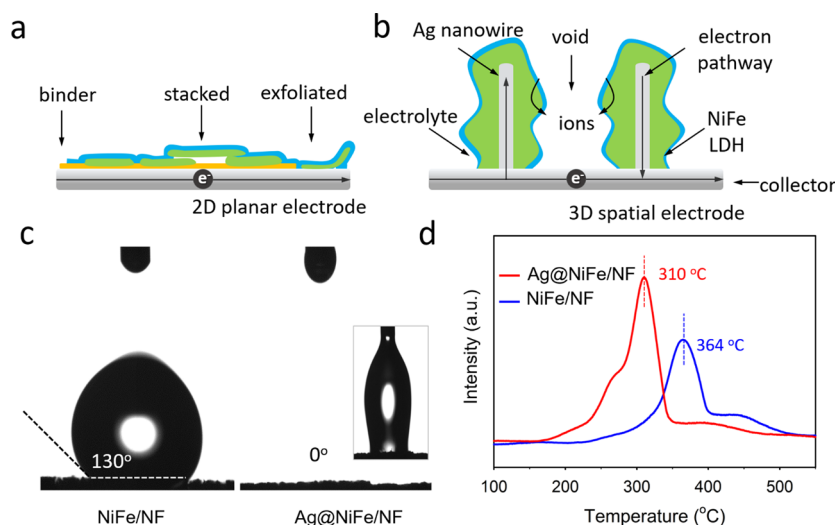 a
binder
stacked
exfoliated
e-
2D planar electrode
b
Ag nanowire
void
electron
pathway
electrolyte
ions
NiFe
LDH
e-
collector
3D spatial electrode
c
130°
NiFe/NF
0°
Ag@NiFe/NF
d
Ag@NiFe/NF
NiFe/NF
310 °C
364 °C
Intensity (a.u.)
100 200 300 400 500
Temperature (°C)